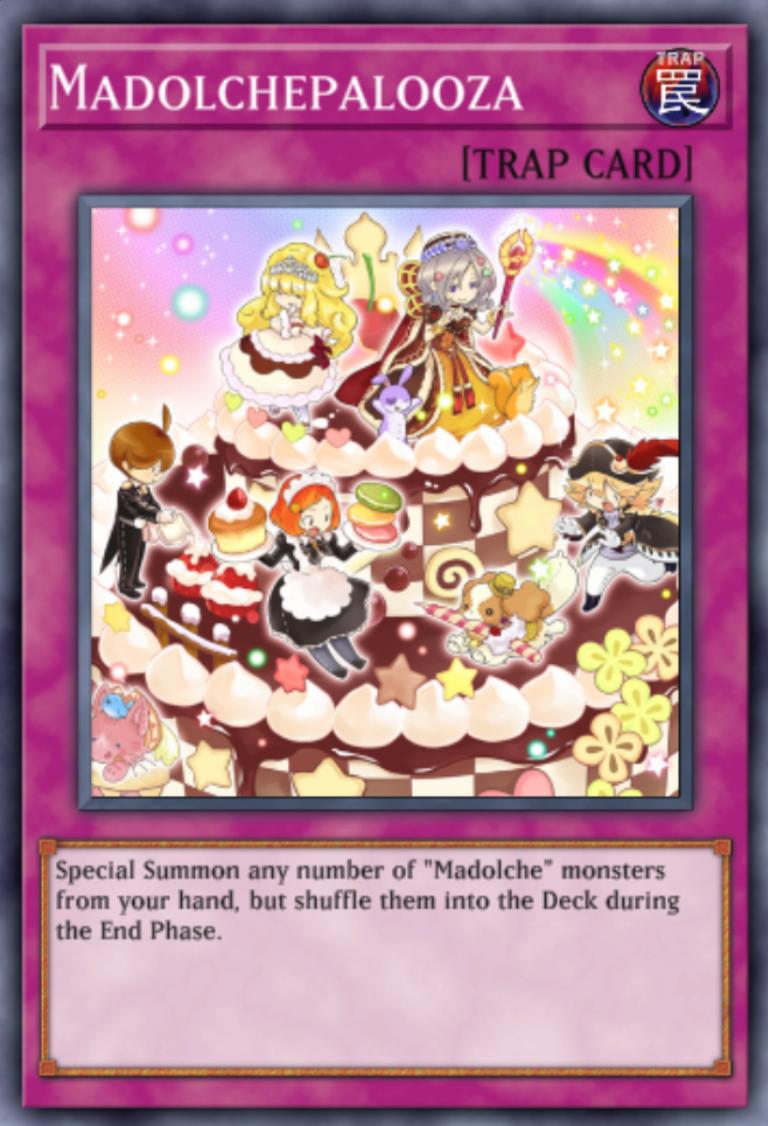 MADOLCHEPALOOZA
TRAP
罠
[TRAP CARD]
Special Summon any number of "Madolche" monsters
from your hand, but shuffle them into the Deck during
the End Phase.